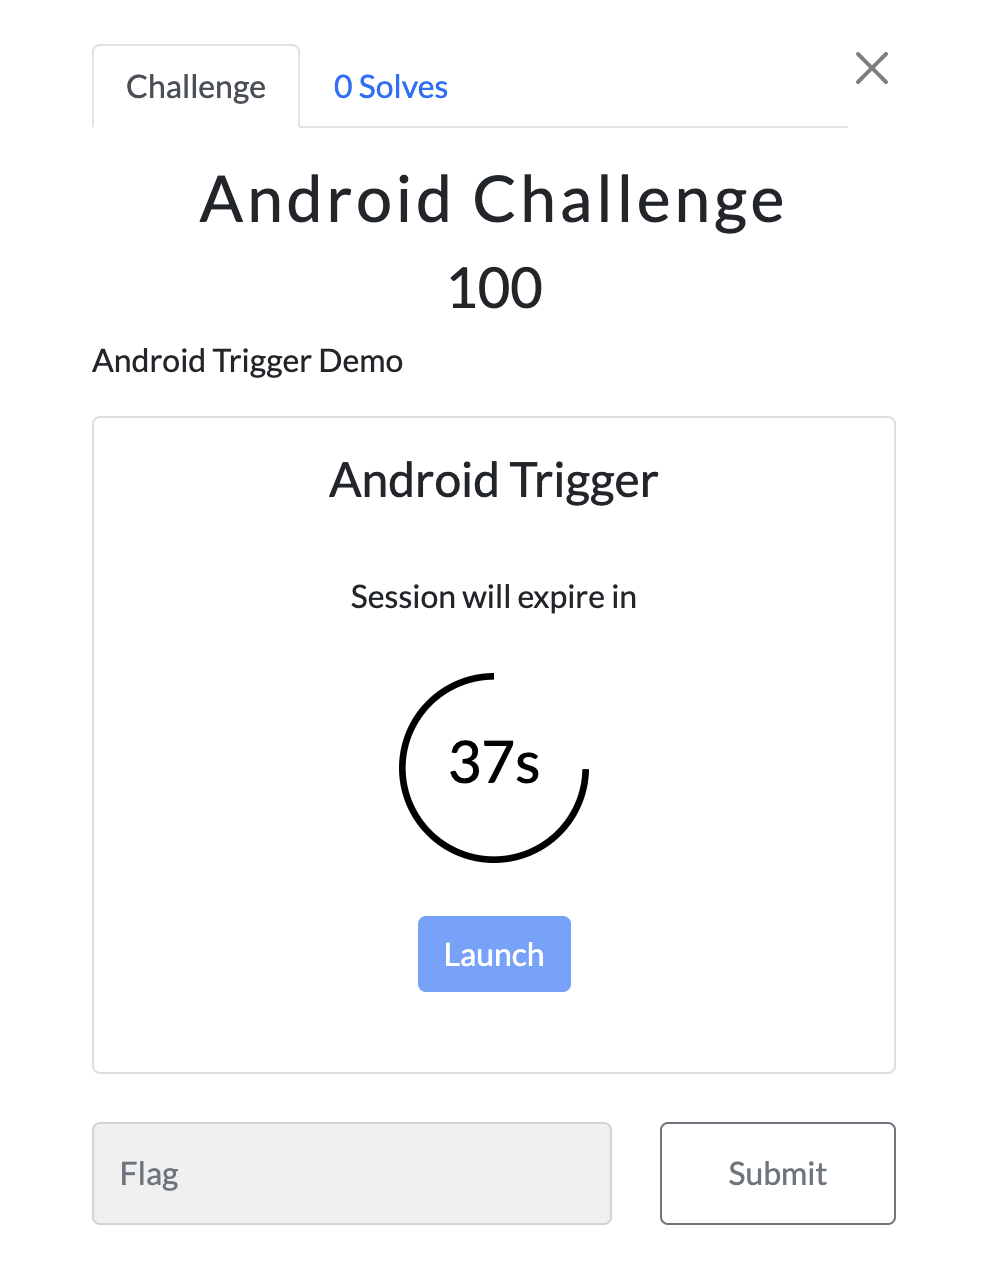 Challenge
0 Solves
Android Challenge
100
Android Trigger Demo
Android Trigger
Session will expire in
37s
Launch
Flag
Submit